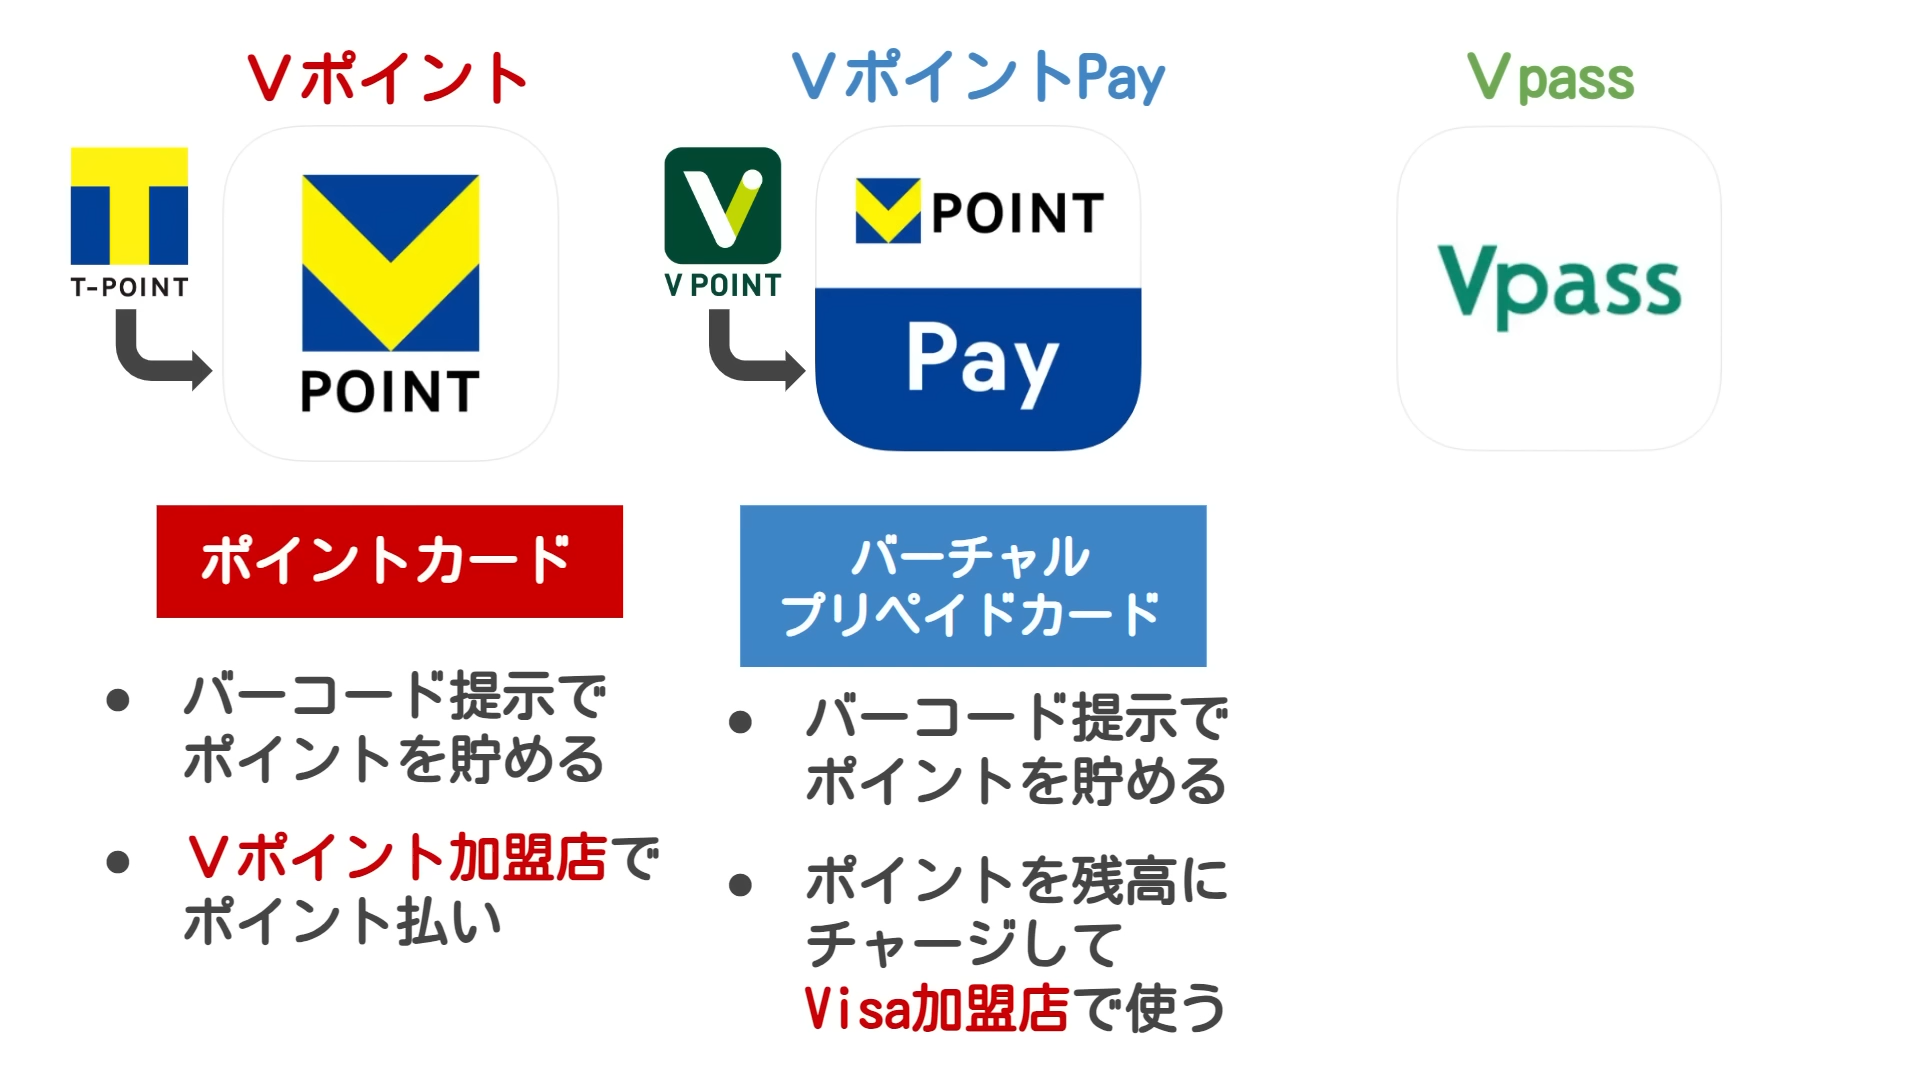 Ｖポイント
T-POINT
POINT
ポイントカード
バーコード提示で
ポイントを貯める
Ｖポイント加盟店で
ポイント払い
ＶポイントPay
V POINT
POINT
Pay
バーチャル
プリペイドカード
バーコード提示で
ポイントを貯める
ポイントを残高に
チャージして
Visa加盟店で使う
Ｖpass
Vpass